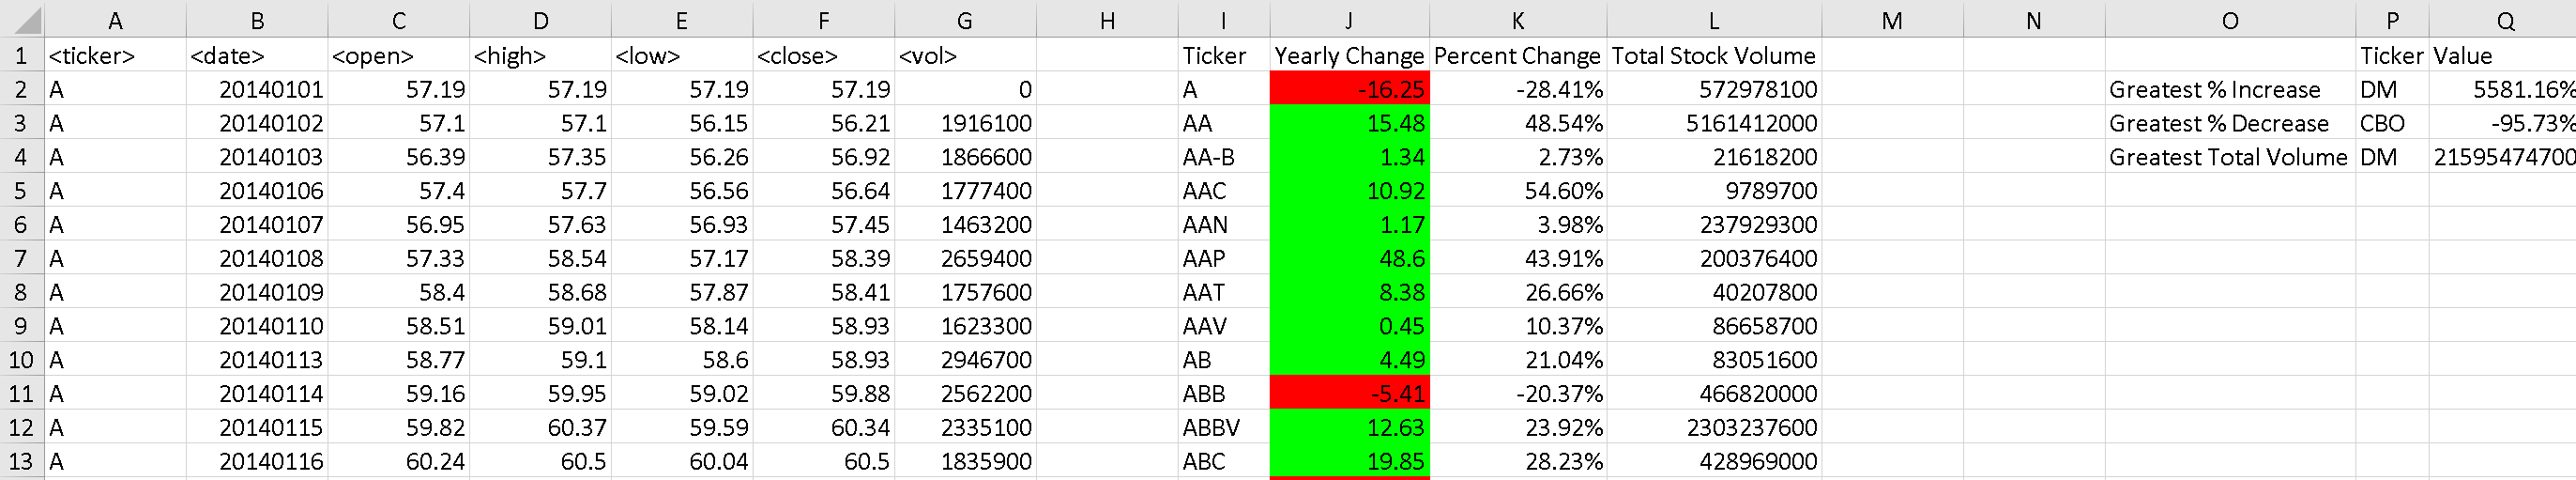 A B C D E F G H I J K L M N O P Q
1 <ticker> <date> <open> <high> <low> <close> <vol> Ticker Yearly Change Percent Change Total Stock Volume Ticker Value
2 A 20140101 57.19 57.19 57.19 57.19 0 A -16.25 -28.41% 572978100 Greatest % Increase DM 5581.16%
3 A 20140102 57.1 57.1 56.15 56.21 1916100 AA 15.48 48.54% 5161412000 Greatest % Decrease CBO -95.73%
4 A 20140103 56.39 57.35 56.26 56.92 1866600 AA-B 1.34 2.73% 21618200 Greatest Total Volume DM 21595474700
5 A 20140106 57.4 57.7 56.56 56.64 1777400 AAC 10.92 54.60% 9789700
6 A 20140107 56.95 57.63 56.93 57.45 1463200 AAN 1.17 3.98% 237929300
7 A 20140108 57.33 58.54 57.17 58.39 2659400 AAP 48.6 43.91% 200376400
8 A 20140109 58.4 58.68 57.87 58.41 1757600 AAT 8.38 26.66% 40207800
9 A 20140110 58.51 59.01 58.14 58.93 1623300 AAV 0.45 10.37% 86658700
10 A 20140113 58.77 59.1 58.6 58.93 2946700 AB 4.49 21.04% 83051600
11 A 20140114 59.16 59.95 59.02 59.88 2562200 ABB -5.41 -20.37% 466820000
12 A 20140115 59.82 60.37 59.59 60.34 2335100 ABBV 12.63 23.92% 2303237600
13 A 20140116 60.24 60.5 60.04 60.5 1835900 ABC 19.85 28.23% 428969000